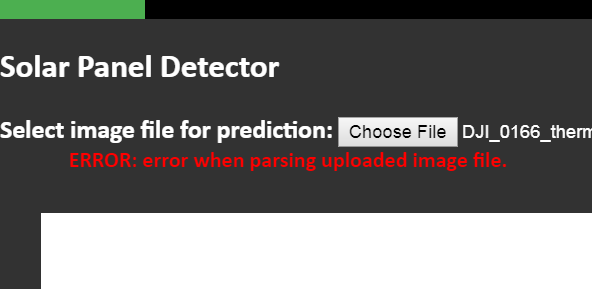 Solar Panel Detector
Select image file for prediction: Choose File DJI_0166_therm
ERROR: error when parsing uploaded image file.